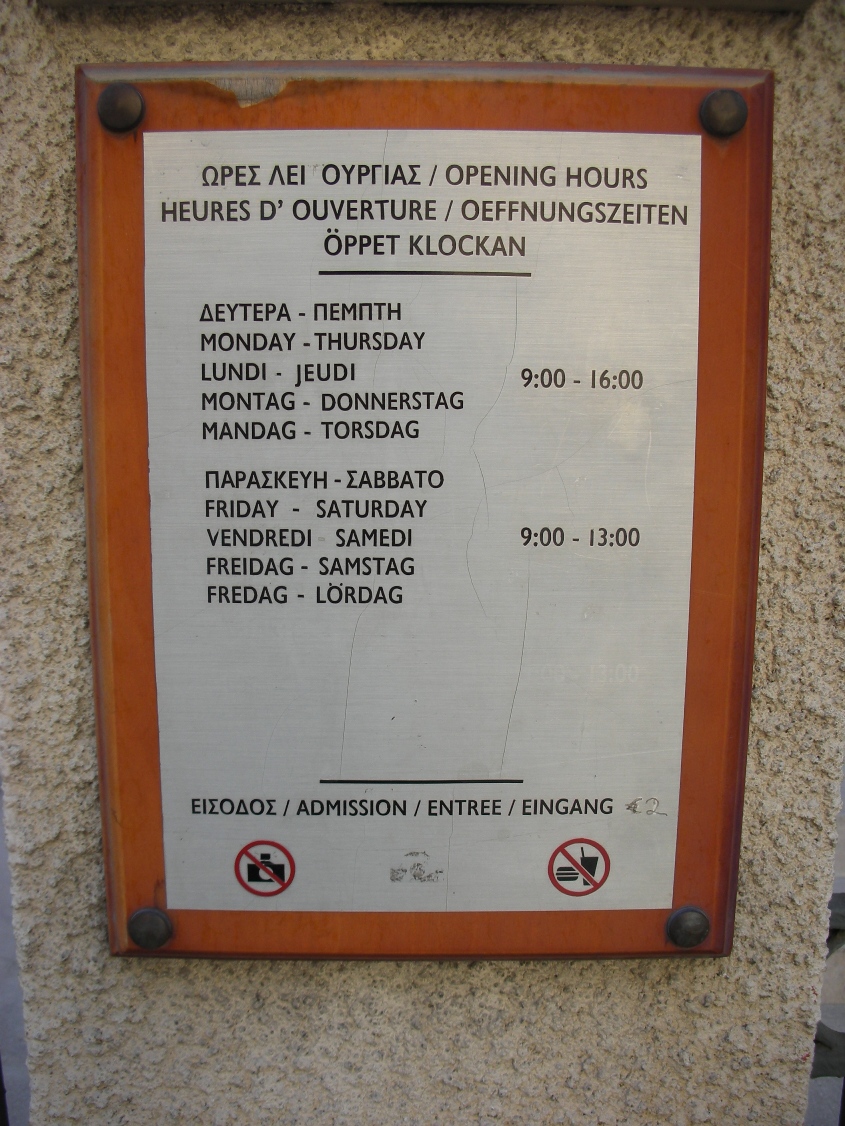 ΩΡΕΣ ΛΕΙ ΟΥΡΓΙΑΣ / OPENING HOURS
HEURES D' OUVERTURE / OEFFNUNGSZEITEN
ÖPPET KLOCKAN
ΔΕΥΤΕΡΑ - ΠΕΜΠΤΗ
MONDAY - THURSDAY
LUNDI - JEUDI
9:00 - 16:00
MONTAG - DONNERSTAG
MANDAG - TORSDAG
ΠΑΡΑΣΚΕΥΗ - ΣΑΒΒΑΤΟ
FRIDAY - SATURDAY
VENDREDI SAMEDI
9:00 - 13:00
FREIDAG - SAMSTAG
FREDAG - LÖRDAG
ΕΙΣΟΔΟΣ / ADMISSION / ENTREE / EINGANG €2